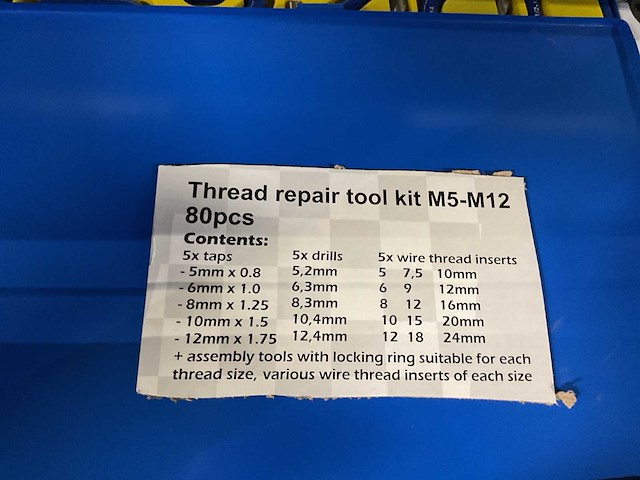 Thread repair tool kit M5-M12
80pcs
Contents:
5x taps 5x drills 5x wire thread inserts
- 5mm x 0.8 5,2mm 5 7,5 10mm
- 6mm x 1.0 6,3mm 6 9 12mm
- 8mm x 1.25 8,3mm 8 12 16mm
- 10mm x 1.5 10,4mm 10 15 20mm
- 12mm x 1.75 12,4mm 12 18 24mm
+ assembly tools with locking ring suitable for each
thread size, various wire thread inserts of each size